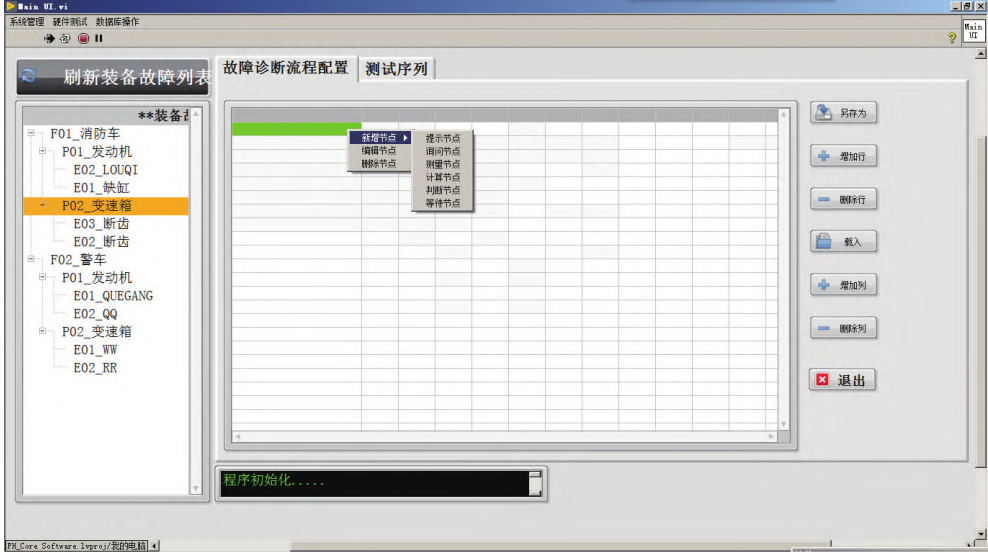 Main UI.vi
系统管理 硬件测试 数据库操作
Main UI
刷新装备故障列表
故障诊断流程配置 测试序列
**装备
F01_消防车
P01_发动机
E02_LOUQI
E01_缺缸
P02_变速箱
E03_断齿
E02_断齿
F02_警车
P01_发动机
E01_QUEGANG
E02_QQ
P02_变速箱
E01_WW
E02_RR
新增节点
编辑节点
删除节点
提示节点
询问节点
测量节点
计算节点
判断节点
等待节点
另存为
增加行
删除行
载入
增加列
删除列
退出
程序初始化.....
FH_Core Software.lvproj/我的电脑